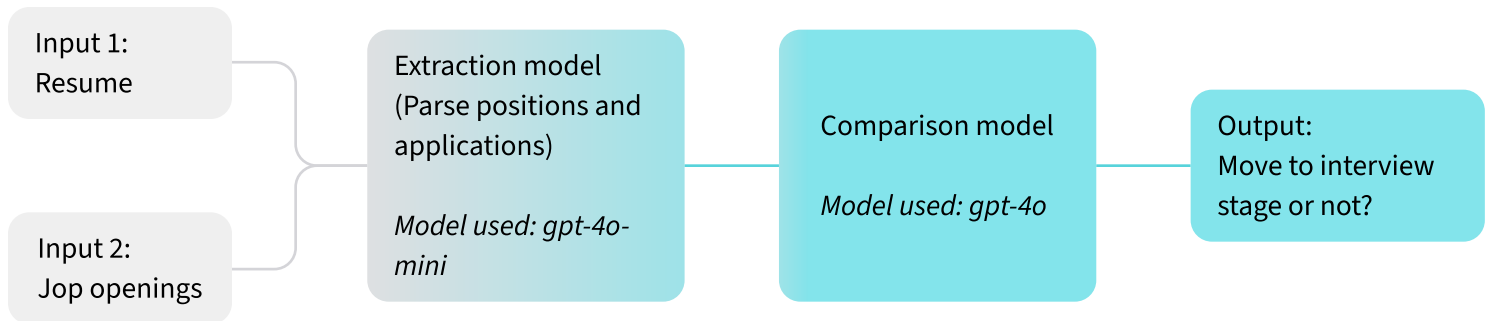 Input 1:
Resume
Input 2:
Jop openings
Extraction model
(Parse positions and
applications)
Model used: gpt-4o-
mini
Comparison model
Model used: gpt-4o
Output:
Move to interview
stage or not?